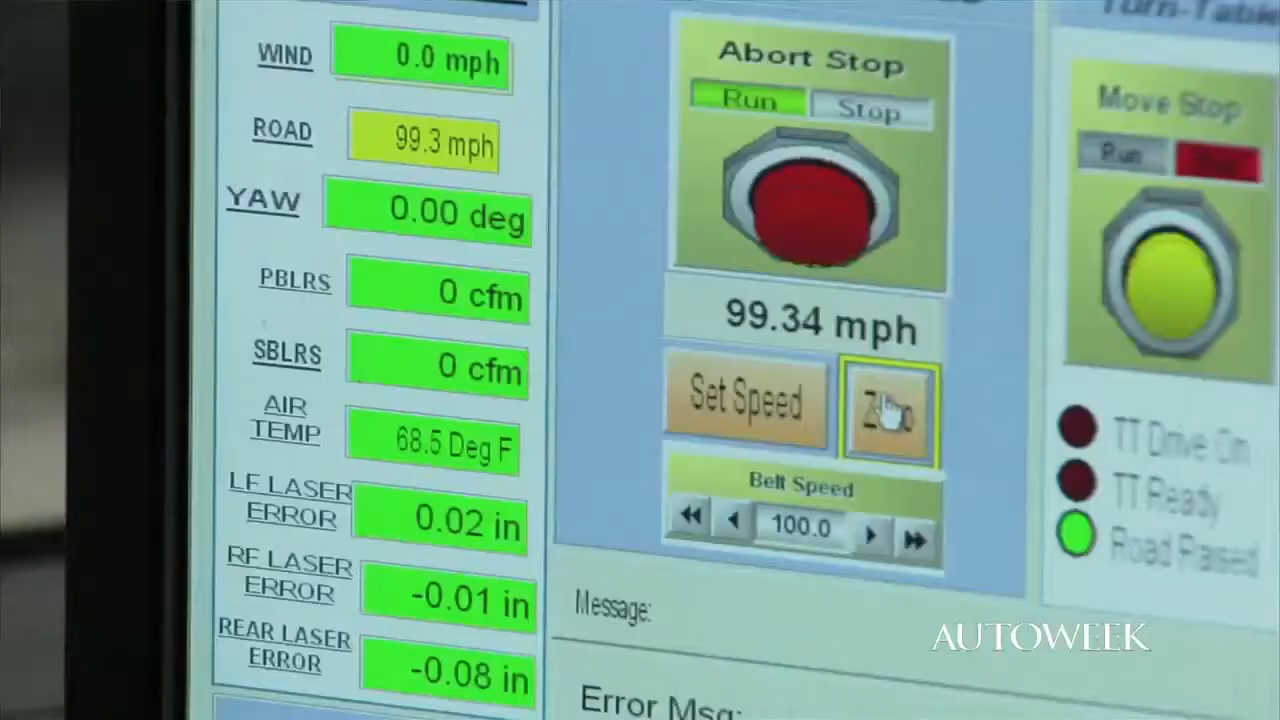 WIND
0.0 mph
ROAD
99.3 mph
YAW
0.00 deg
PBLRS
0 cfm
SBLRS
0 cfm
AIR
TEMP
68.5 Deg F
LF LASER
ERROR
0.02 in
RF LASER
ERROR
-0.01 in
REAR LASER
ERROR
-0.08 in
Abort Stop
Run Stop
99.34 mph
Set Speed
Belt Speed
100.0
Message:
Error Msg:
Turn-Table
Move Stop
Run
TT Drive On
TT Ready
Road Raised
AUTOWEEK